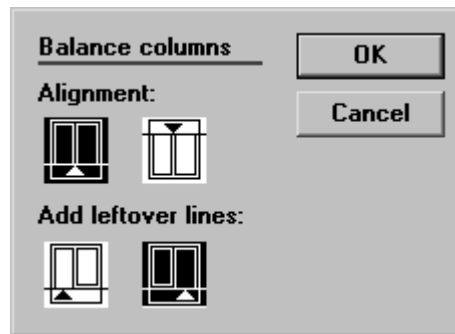 Balance columns
OK
Alignment:
Cancel
Add leftover lines: